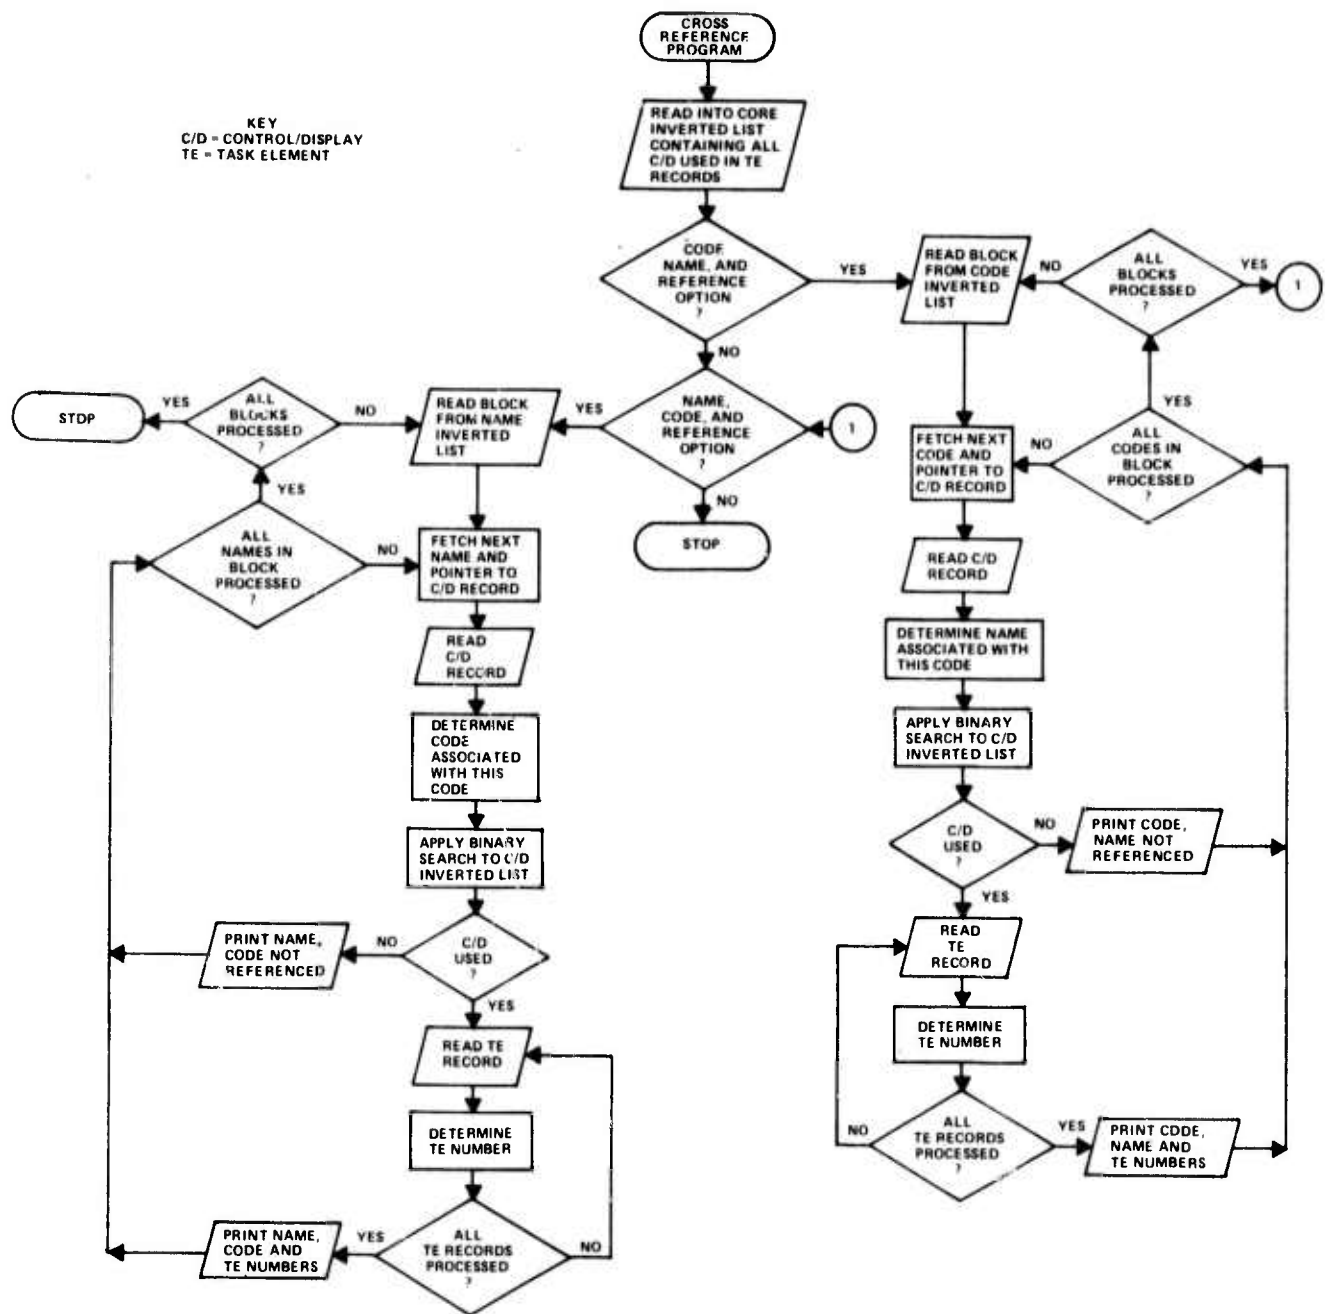 CROSS
REFERENCE
PROGRAM
KEY
C/D = CONTROL/DISPLAY
TE = TASK ELEMENT
READ INTO CORE
INVERTED LIST
CONTAINING ALL
C/D USED IN TE
RECORDS
CODE
NAME, AND
REFERENCE
OPTION
?
YES
NO
READ BLOCK
FROM CODE
INVERTED
LIST
NO
ALL
BLOCKS
PROCESSED
?
YES
1
YES
STOP
YES
ALL
BLOCKS
PROCESSED
?
NO
READ BLOCK
FROM NAME
INVERTED
LIST
YES
NAME,
CODE, AND
REFERENCE
OPTION
?
1
NO
STOP
FETCH NEXT
CODE AND
POINTER TO
C/D RECORD
NO
ALL
CODES IN
BLOCK
PROCESSED
?
YES
ALL
NAMES IN
BLOCK
PROCESSED
?
NO
FETCH NEXT
NAME AND
POINTER TO
C/D RECORD
READ C/D
RECORD
READ
C/D
RECORD
DETERMINE NAME
ASSOCIATED WITH
THIS CODE
DETERMINE
CODE
ASSOCIATED
WITH THIS
CODE
APPLY BINARY
SEARCH TO C/D
INVERTED LIST
APPLY BINARY
SEARCH TO C/D
INVERTED LIST
C/D
USED
?
NO
PRINT CODE,
NAME NOT
REFERENCED
YES
PRINT NAME,
CODE NOT
REFERENCED
NO
C/D
USED
?
YES
READ
TE
RECORD
READ TE
RECORD
DETERMINE
TE NUMBER
DETERMINE
TE NUMBER
NO
ALL
TE RECORDS
PROCESSED
?
YES
PRINT CODE,
NAME AND
TE NUMBERS
PRINT NAME,
CODE AND
TE NUMBERS
YES
ALL
TE RECORDS
PROCESSED
?
NO